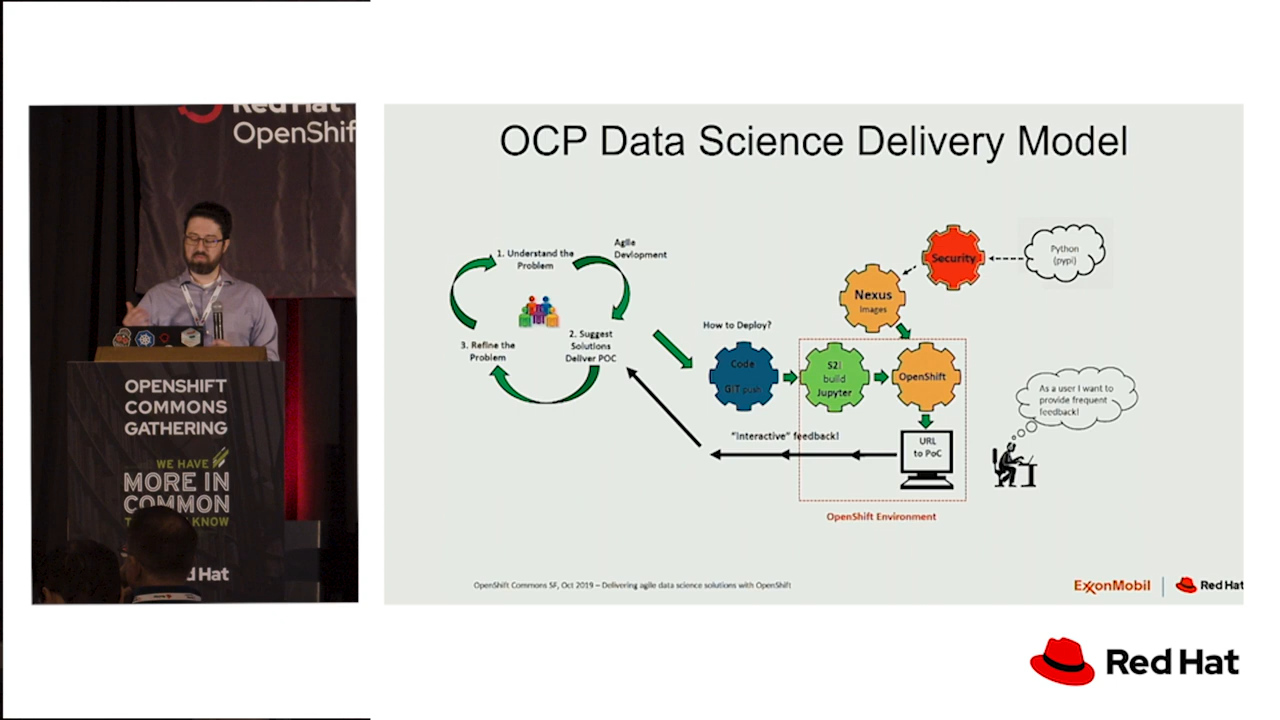 Red Hat
OpenShif
OPENSHIFT
COMMONS
GATHERING
WE HAVE
MORE IN
COMMON
KNOW
d Hat
OCP Data Science Delivery Model
1. Understand the
Problem
Agile
Devlopment
2. Suggest
Solutions
Deliver POC
3. Refine the
Problem
How to Deploy?
Code
GIT push
S2I
build
Jupyter
OpenShift
Nexus
Images
Security
Python
(pypi)
URL
to PoC
"Interactive" feedback!
As a user I want to
provide frequent
feedback!
OpenShift Environment
OpenShift Commons SF, Oct 2019 – Delivering agile data science solutions with OpenShift
ExxonMobil
Red Hat
Red Hat